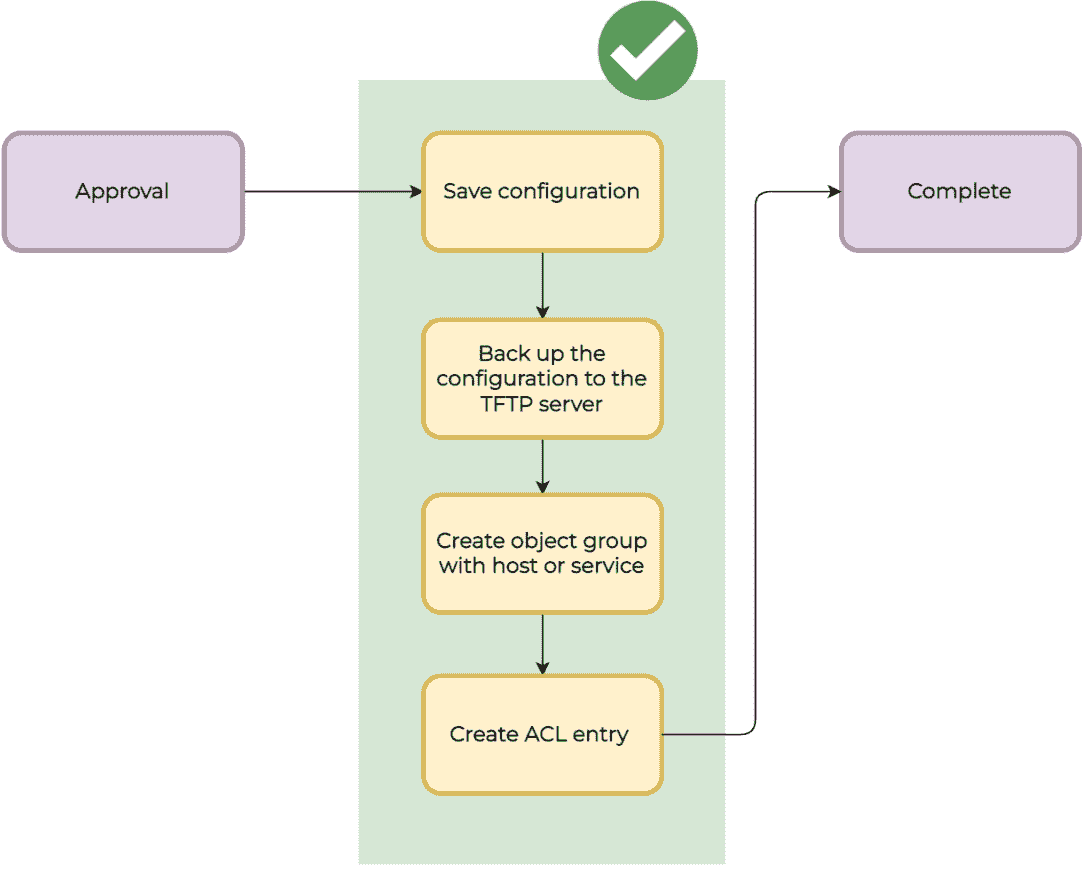 Approval
Save configuration
Complete
Back up the
configuration to the
TFTP server
Create object group
with host or service
Create ACL entry